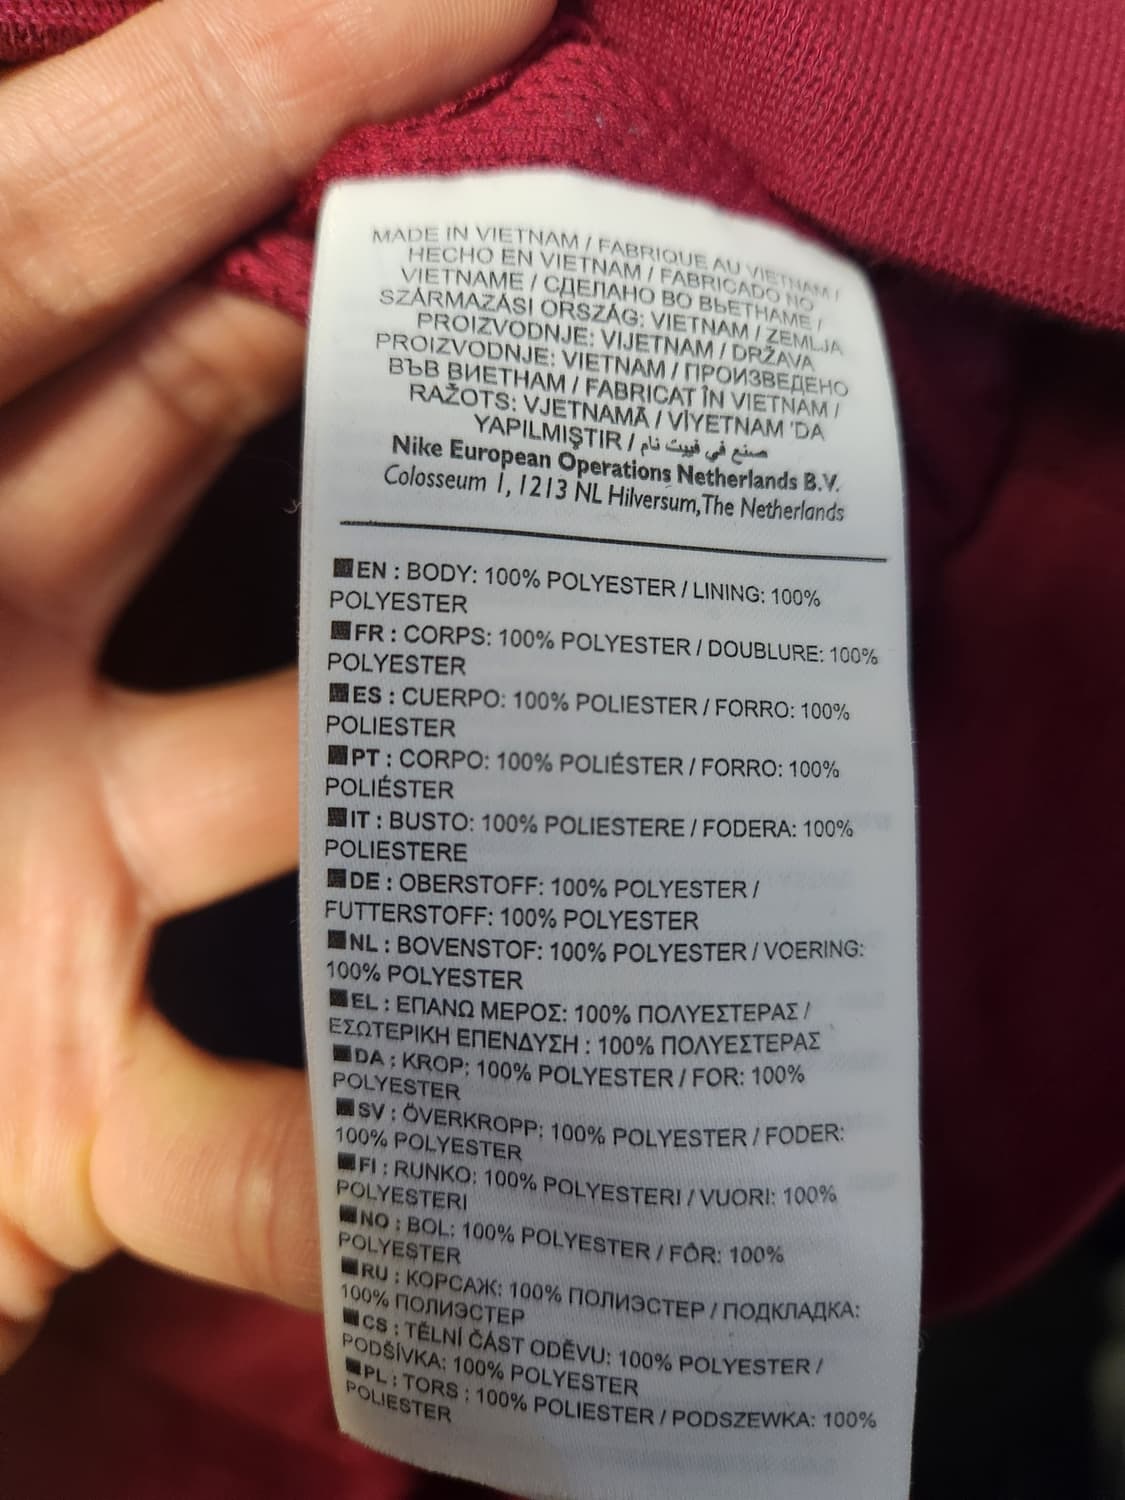 MADE IN VIETNAM / FABRIQUE AU VIETNAM /
HECHO EN VIETNAM / FABRICADO NO
VIETNAME / СДЕЛАНО ВО ВЬЕТНАМЕ /
SZÁRMAZÁSI ORSZÁG: VIETNAM / ZEMLJA
PROIZVODNJE: VIJETNAM / DRŽAVA
PROIZVODNJE: VIETNAM / ПРОИЗВЕДЕНО
ВЪВ ВИЕТНАМ / FABRICAT ÎN VIETNAM /
RAŽOTS: VJETNAMĀ / VİYETNAM 'DA
YAPILMIŞTIR / صنع في فييت نام
Nike European Operations Netherlands B.V.
Colosseum 1, 1213 NL Hilversum, The Netherlands
EN : BODY: 100% POLYESTER / LINING: 100%
POLYESTER
FR : CORPS: 100% POLYESTER / DOUBLURE: 100%
POLYESTER
ES : CUERPO: 100% POLIESTER / FORRO: 100%
POLIESTER
PT : CORPO: 100% POLIÉSTER / FORRO: 100%
POLIÉSTER
IT : BUSTO: 100% POLIESTERE / FODERA: 100%
POLIESTERE
DE : OBERSTOFF: 100% POLYESTER /
FUTTERSTOFF: 100% POLYESTER
NL : BOVENSTOF: 100% POLYESTER / VOERING:
100% POLYESTER
EL : ΕΠΑΝΩ ΜΕΡΟΣ: 100% ΠΟΛΥΕΣΤΕΡΑΣ /
ΕΣΩΤΕΡΙΚΗ ΕΠΕΝΔΥΣΗ : 100% ΠΟΛΥΕΣΤΕΡΑΣ
DA : KROP: 100% POLYESTER / FOR: 100%
POLYESTER
SV : ÖVERKROPP: 100% POLYESTER / FODER:
100% POLYESTER
FI : RUNKO: 100% POLYESTERI / VUORI: 100%
POLYESTERI
NO : BOL: 100% POLYESTER / FÔR: 100%
POLYESTER
RU : КОРСАЖ: 100% ПОЛИЭСТЕР / ПОДКЛАДКА:
100% ПОЛИЭСТЕР
CS : TĚLNÍ ČÁST ODĚVU: 100% POLYESTER /
PODŠÍVKA: 100% POLYESTER
PL : TORS : 100% POLIESTER / PODSZEWKA: 100%
POLIESTER